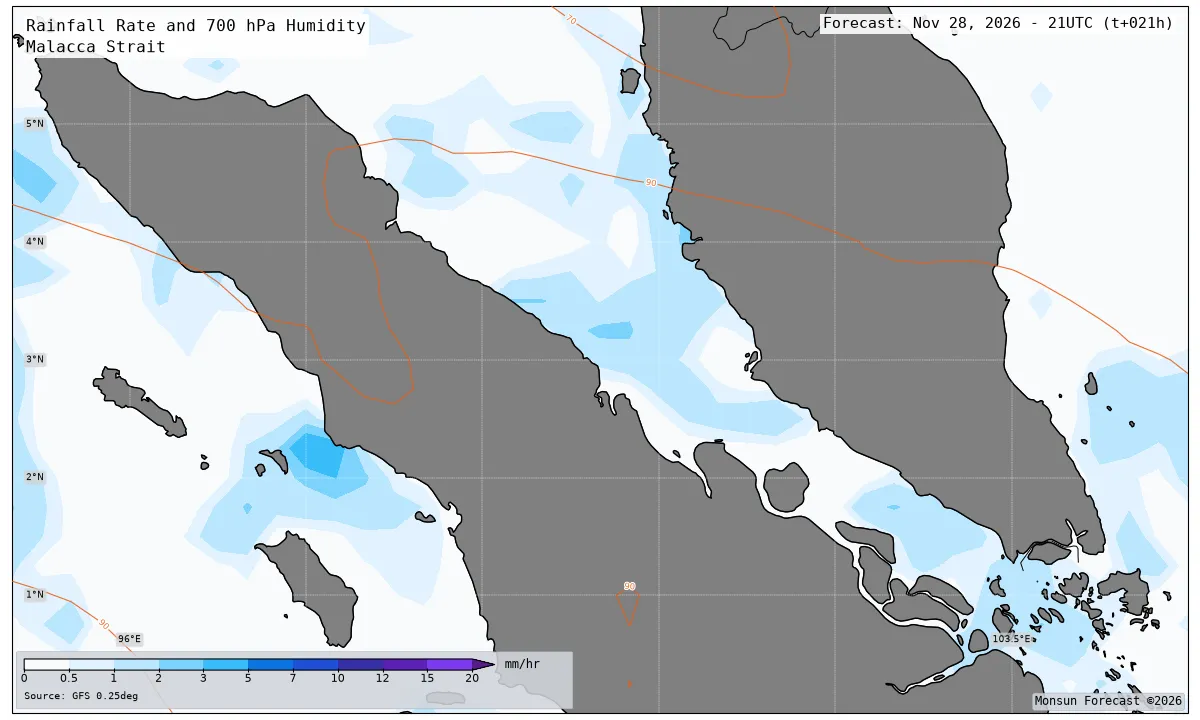 Rainfall Rate and 700 hPa Humidity
Malacca Strait
Forecast: Nov 28, 2026 - 21UTC (t+021h)
70
5°N
90
4°N
3°N
2°N
1°N
90
90
96°E
103.5°E
0 0.5 1 2 3 5 7 10 12 15 20
mm/hr
Source: GFS 0.25deg
Monsun Forecast ©2026